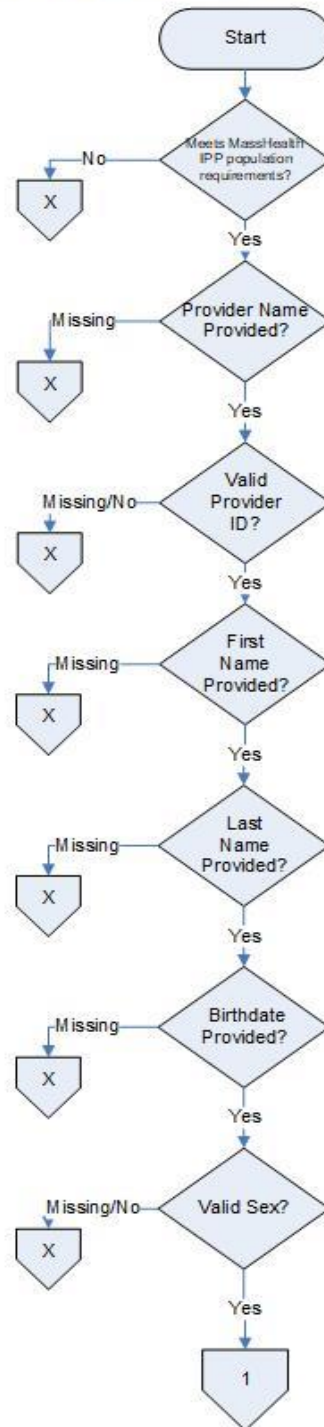 Start
Meets MassHealth
IPP population
requirements?
No
X
Yes
Provider Name
Provided?
Missing
X
Yes
Valid
Provider
ID?
Missing/No
X
Yes
First
Name
Provided?
Missing
X
Yes
Last
Name
Provided?
Missing
X
Yes
Birthdate
Provided?
Missing
X
Yes
Valid Sex?
Missing/No
X
Yes
1